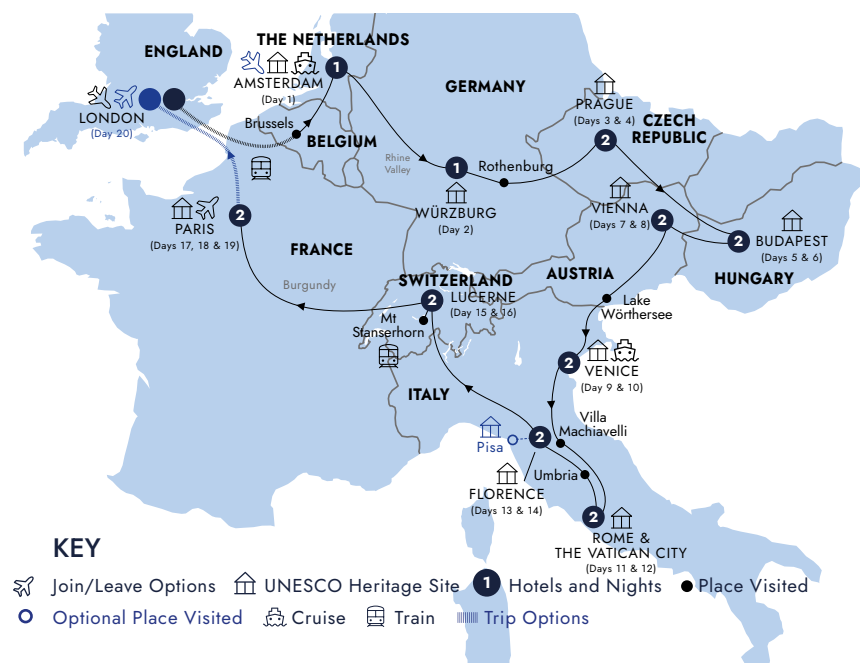 ENGLAND
THE NETHERLANDS
AMSTERDAM
(Day 1)
1
GERMANY
LONDON
(Day 20)
Brussels
BELGIUM
PRAGUE
(Days 3 & 4)
2
CZECH
REPUBLIC
Rhine
Valley
1
Rothenburg
WÜRZBURG
(Day 2)
VIENNA
(Days 7 & 8)
2
2
BUDAPEST
(Days 5 & 6)
HUNGARY
PARIS
(Days 17, 18 & 19)
2
FRANCE
Burgundy
SWITZERLAND
2
LUCERNE
(Day 15 & 16)
Mt
Stanserhorn
AUSTRIA
Lake
Wörthersee
ITALY
2
VENICE
(Day 9 & 10)
Villa
Machiavelli
Pisa
2
Umbria
FLORENCE
(Days 13 & 14)
2
ROME &
THE VATICAN CITY
(Days 11 & 12)
KEY
Join/Leave Options
UNESCO Heritage Site
1
Hotels and Nights
Place Visited
Optional Place Visited
Cruise
Train
Trip Options